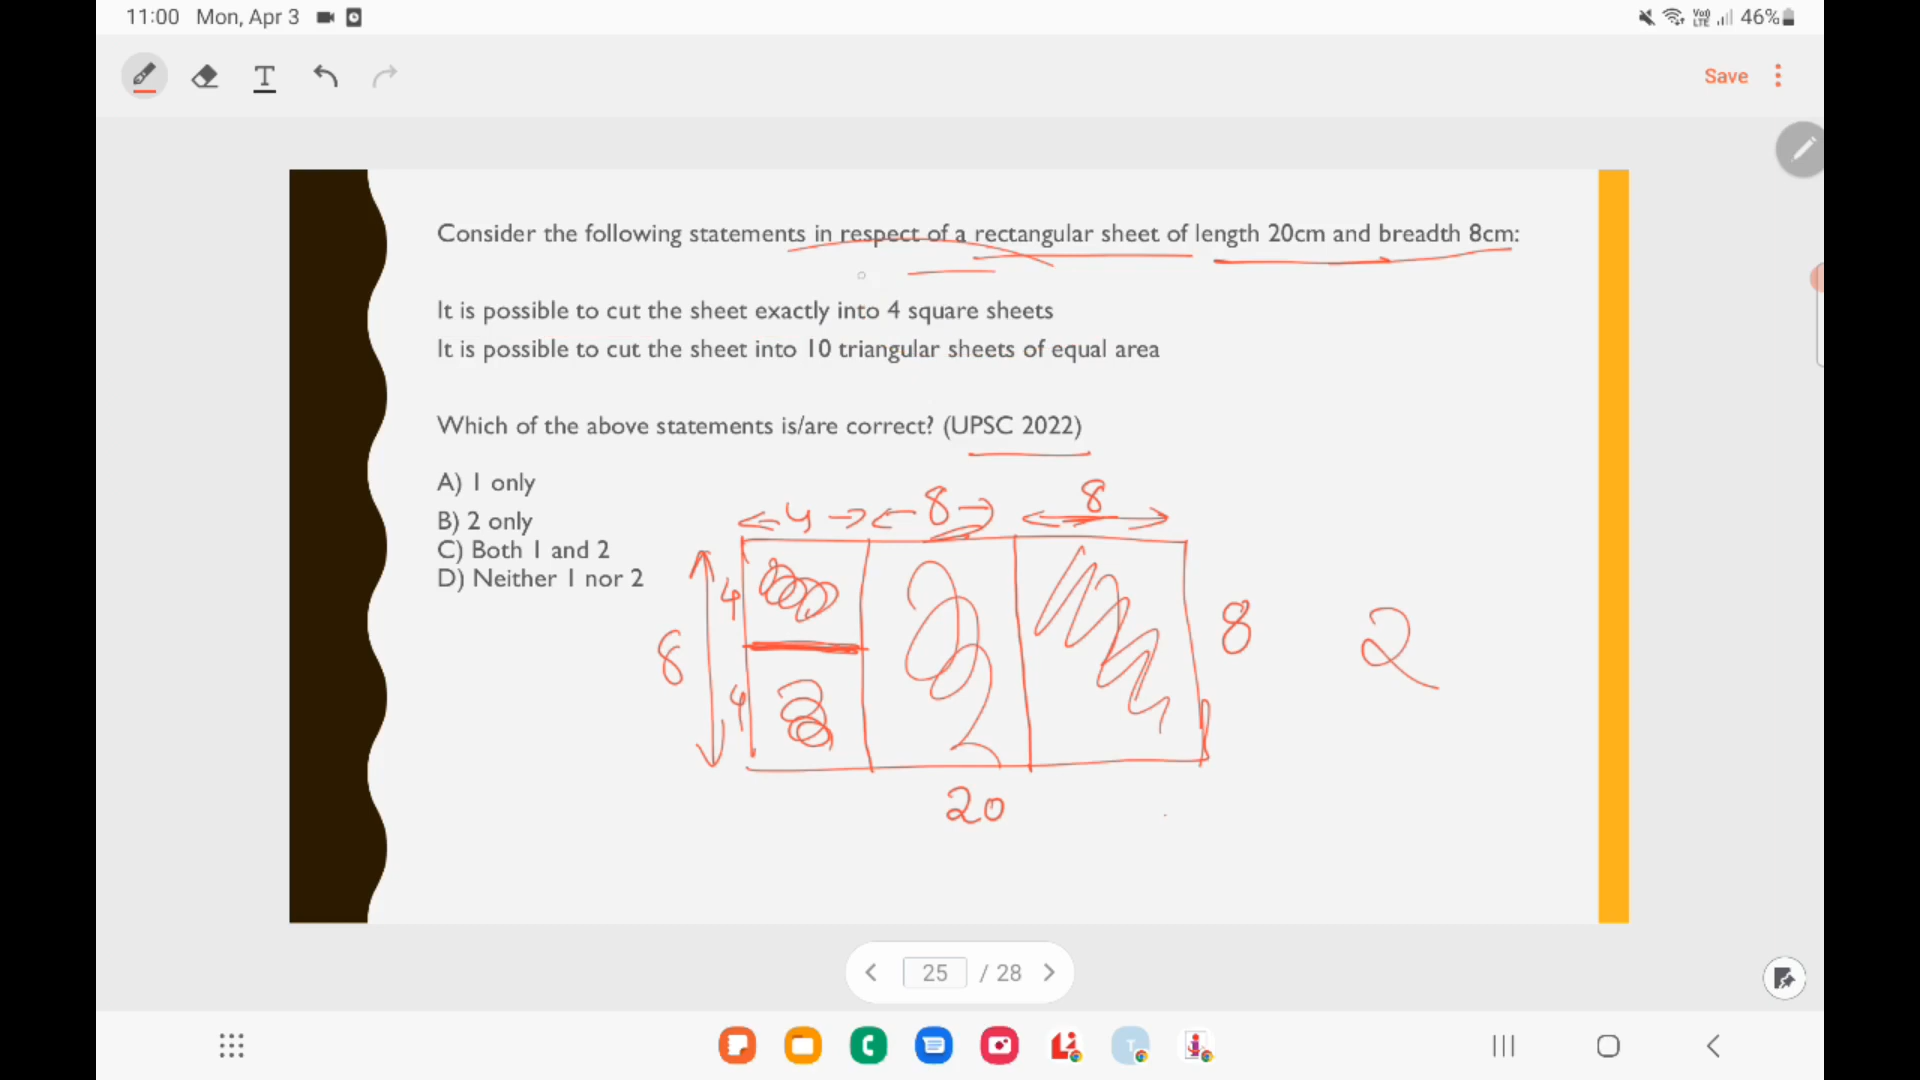 11:00 Mon, Apr 3
46%
Save
Consider the following statements in respect of a rectangular sheet of length 20cm and breadth 8cm:
It is possible to cut the sheet exactly into 4 square sheets
It is possible to cut the sheet into 10 triangular sheets of equal area
Which of the above statements is/are correct? (UPSC 2022)
A) 1 only
B) 2 only
C) Both 1 and 2
D) Neither 1 nor 2
4 8 8
4
8
4
8
2
20
25 / 28